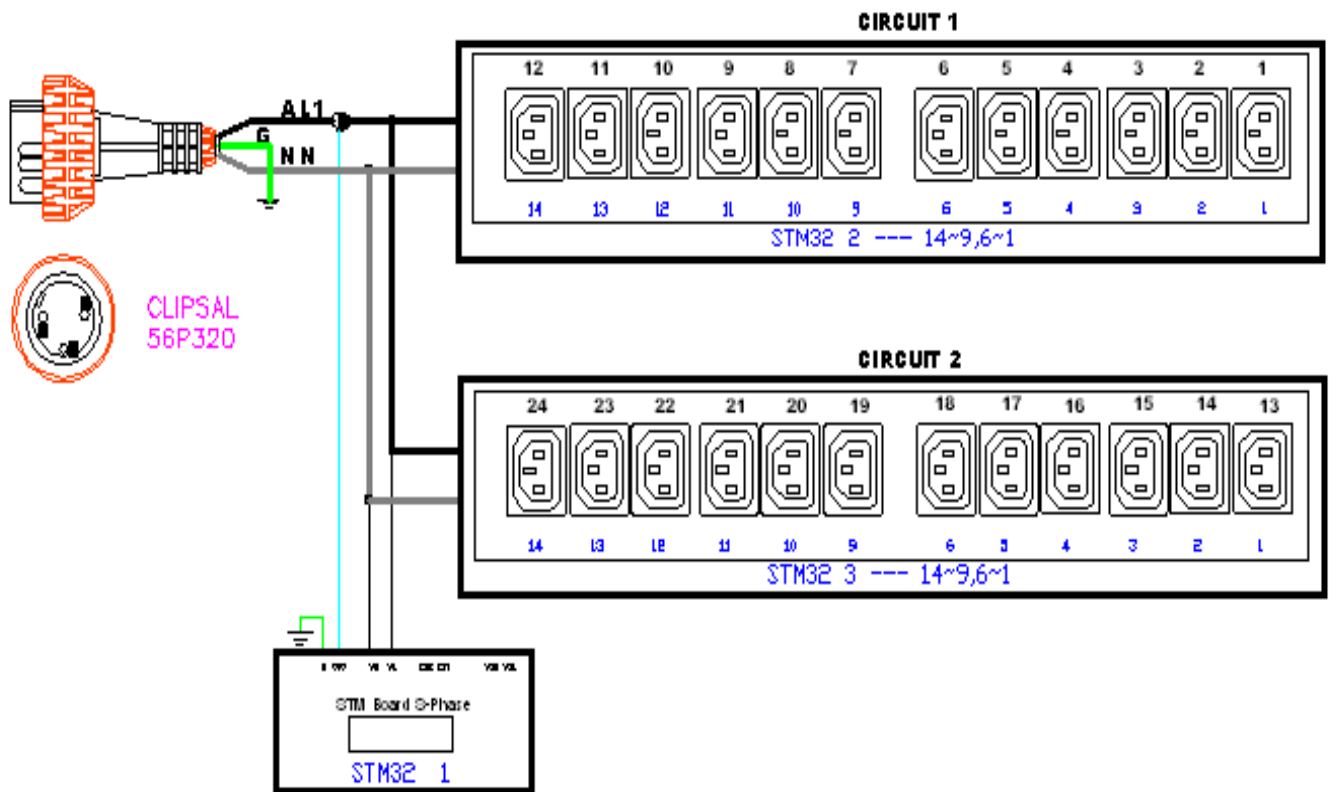 CIRCUIT 1
12 11 10 9 8 7 6 5 4 3 2 1
AL1
G
N N
14 13 12 11 10 9 6 5 4 3 2 1
STM32 2 --- 14~9,6~1
CLIPSAL
56P320
CIRCUIT 2
24 23 22 21 20 19 18 17 16 15 14 13
14 13 12 11 10 9 6 5 4 3 2 1
STM32 3 --- 14~9,6~1
STM Board S-Phase
STM32 1